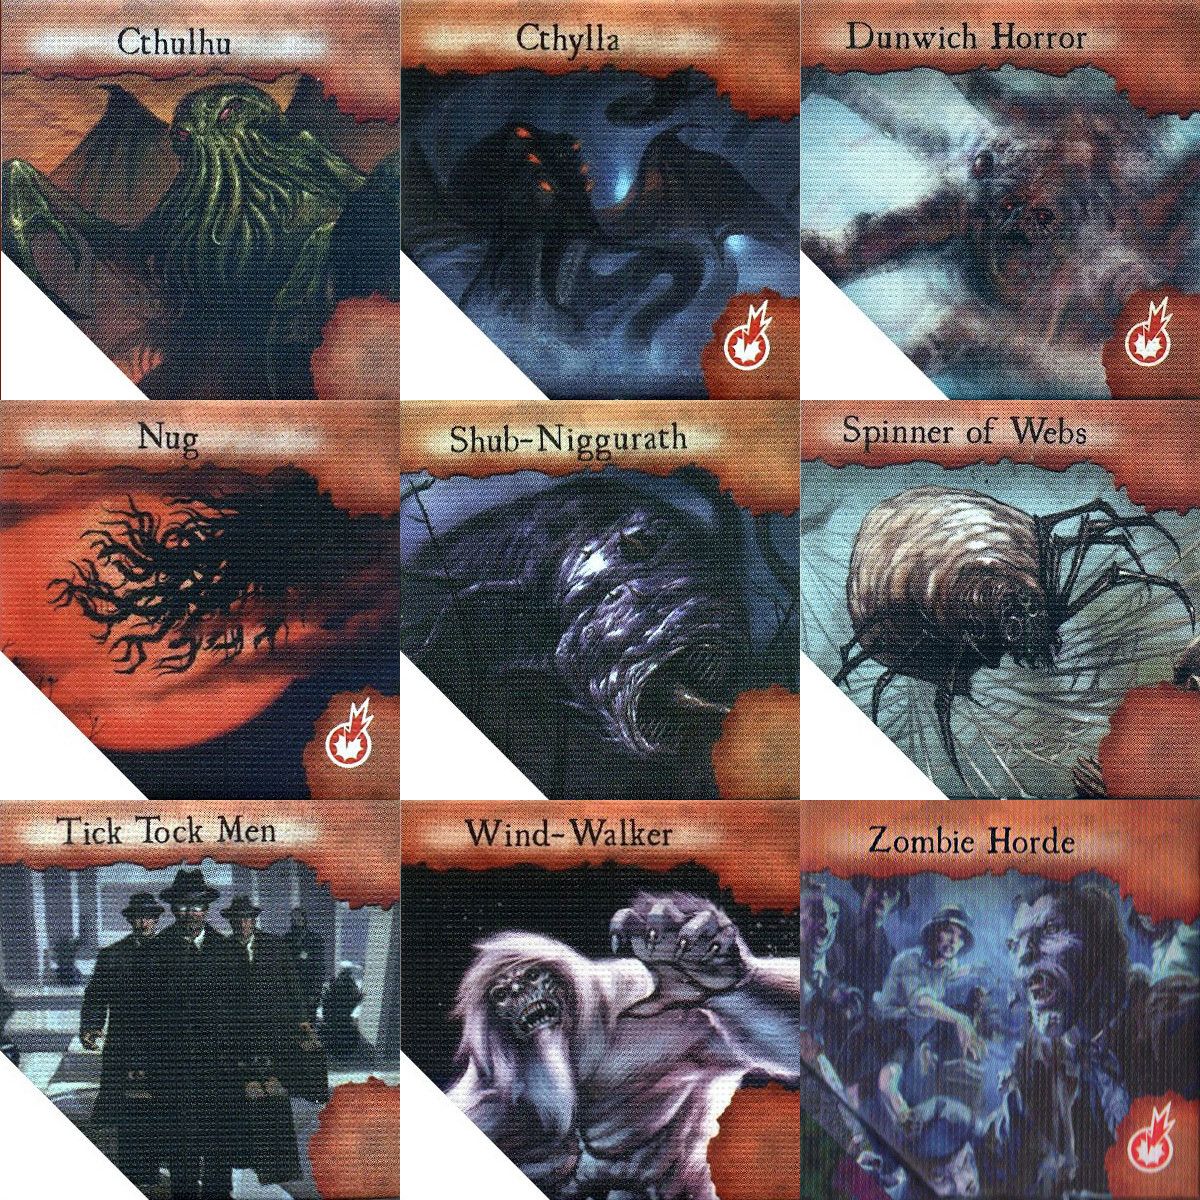 Cthulhu
Cthylla
Dunwich Horror
Nug
Shub-Niggurath
Spinner of Webs
Tick Tock Men
Wind-Walker
Zombie Horde